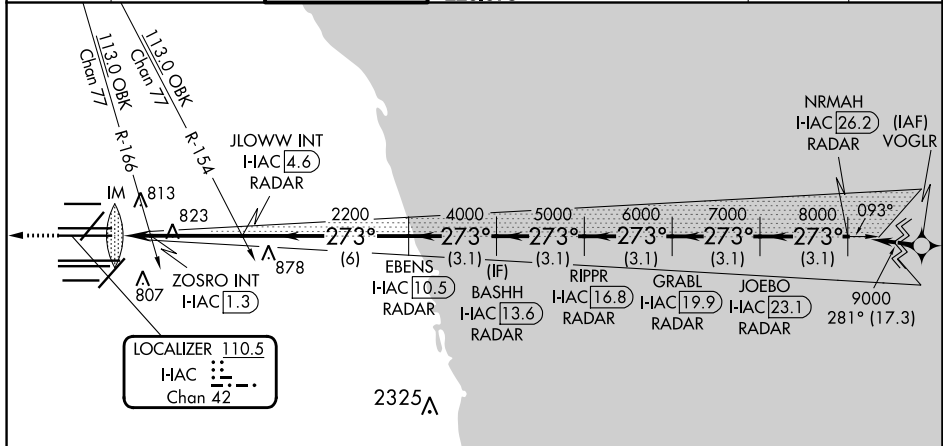 113.0 OBK
Chan 77
R-166
113.0 OBK
Chan 77
R-154
JLOWW INT
I-IAC 4.6
RADAR
NRMAH
I-IAC 26.2
RADAR
(IAF)
VOGLR
IM
813
823
2200
4000
5000
6000
7000
8000
093°
273°
273°
273°
273°
273°
273°
(6)
(3.1)
(3.1)
(3.1)
(3.1)
(3.1)
878
807
ZOSRO INT
I-IAC 1.3
EBENS
I-IAC 10.5
RADAR
(IF)
BASHH
I-IAC 13.6
RADAR
RIPPR
I-IAC 16.8
RADAR
GRABL
I-IAC 19.9
RADAR
JOEBO
I-IAC 23.1
RADAR
9000
281° (17.3)
LOCALIZER 110.5
I-IAC
Chan 42
2325